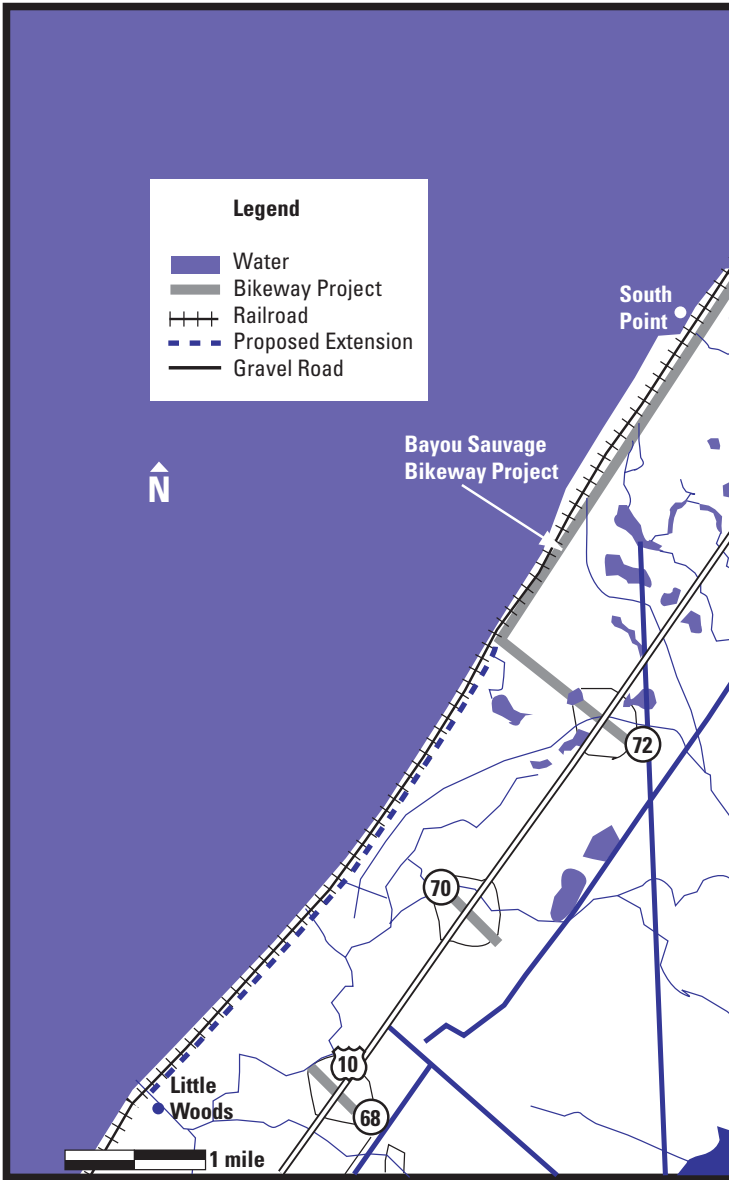 Legend
Water
Bikeway Project
Railroad
Proposed Extension
Gravel Road
South
Point
Bayou Sauvage
Bikeway Project
N
72
70
10
68
Little
Woods
1 mile